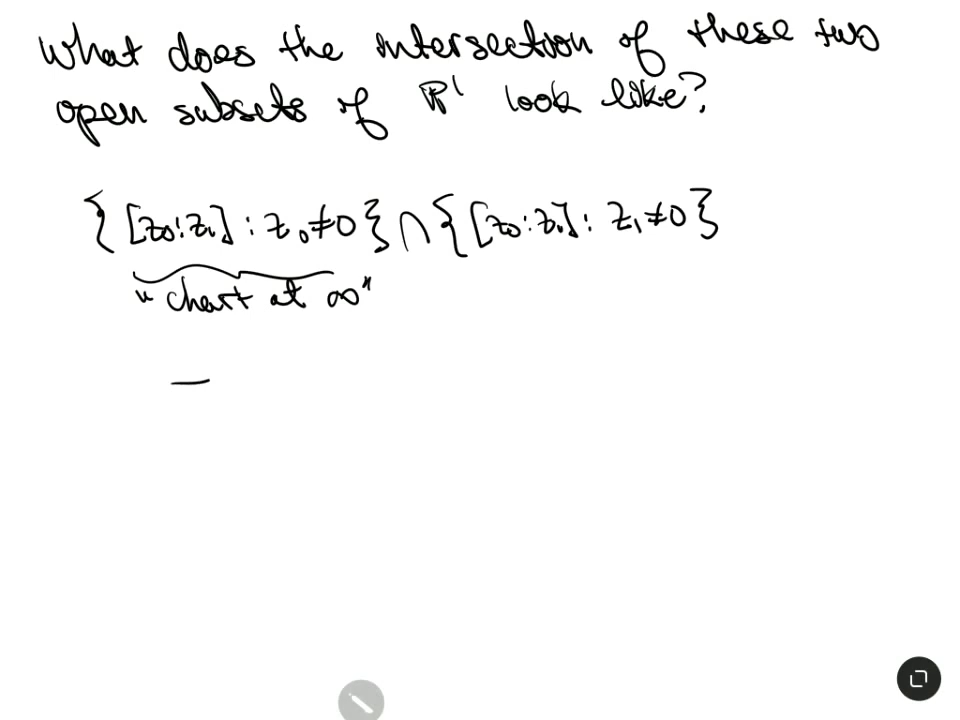 What does the intersection of these two
open subsets of ℙ¹ look like?
{[z₀:z₁] : z₀≠0} ∩ {[z₀:z₁] : z₁≠0}
"chart at ∞"